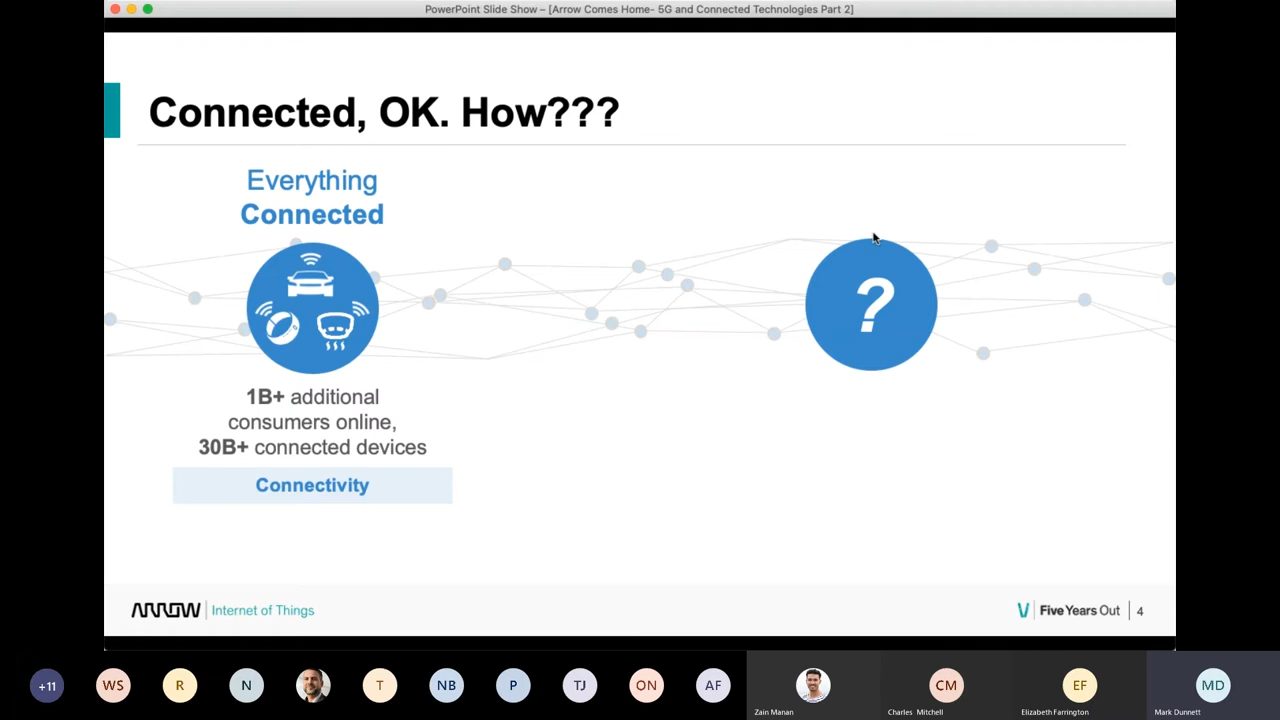 PowerPoint Slide Show – [Arrow Comes Home- 5G and Connected Technologies Part 2]
Connected, OK. How???
Everything
Connected
?
1B+ additional
consumers online,
30B+ connected devices
Connectivity
ARROW Internet of Things
Five Years Out 4
+11 WS R N T NB P TJ ON AF CM EF MD
Zain Manan Charles Mitchell Elizabeth Farrington Mark Dunnett